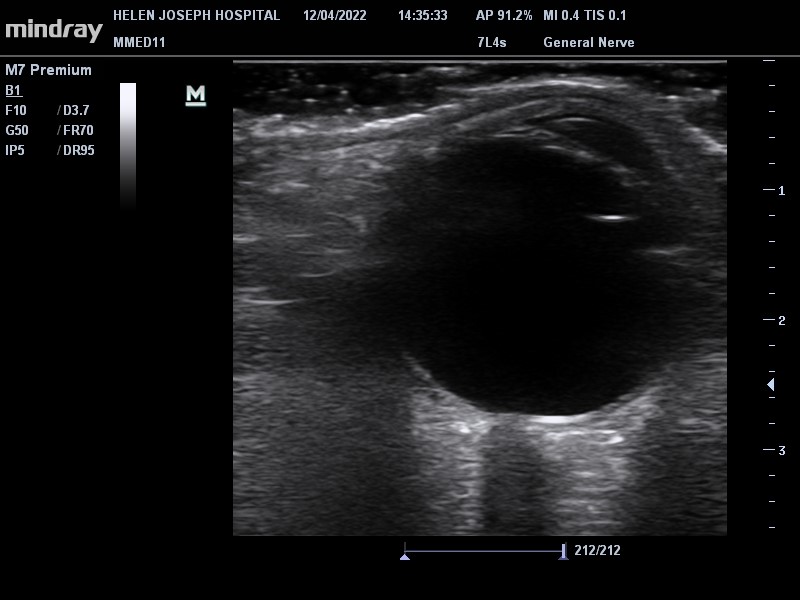 mindray HELEN JOSEPH HOSPITAL 12/04/2022 14:35:33 AP 91.2% MI 0.4 TIS 0.1
MMED11 7L4s General Nerve
M7 Premium
B1
F10 /D3.7
G50 /FR70
IP5 /DR95
M
1
2
3
212/212